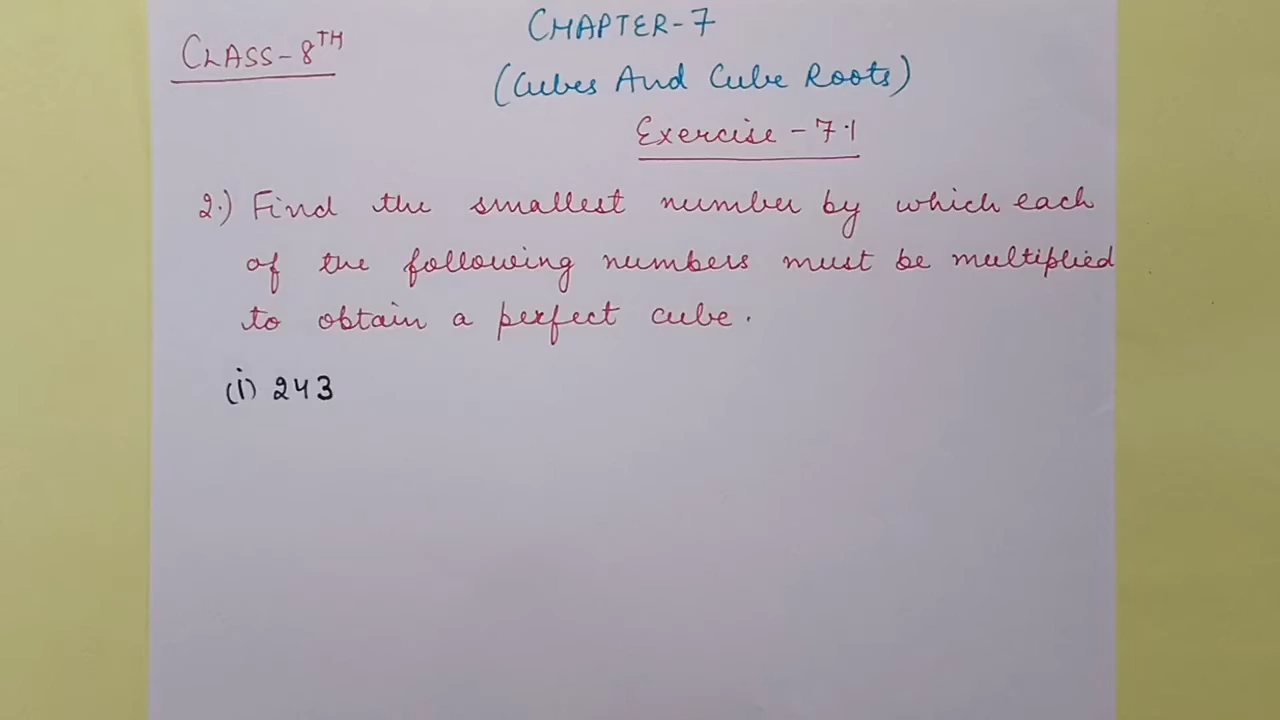 CLASS-8TH
CHAPTER-7
(Cubes And Cube Roots)
Exercise-7.1
2.) Find the smallest number by which each
of the following numbers must be multiplied
to obtain a perfect cube.
(i) 243